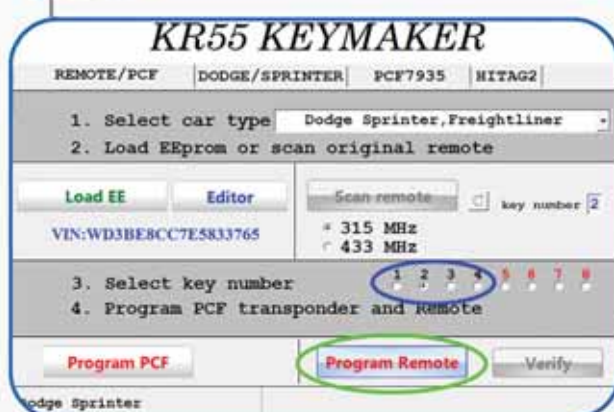 KR55 KEYMAKER
REMOTE/PCF DODGE/SPRINTER PCF7935 HITAG2
1. Select car type Dodge Sprinter,Freightliner
2. Load EEprom or scan original remote
Load EE Editor Scan remote C key number 2
VIN:WD3BE8CC7E5833765
315 MHz
433 MHz
1 2 3 4 5 6 7 8
3. Select key number
4. Program PCF transponder and Remote
Program PCF Program Remote Verify
Dodge Sprinter